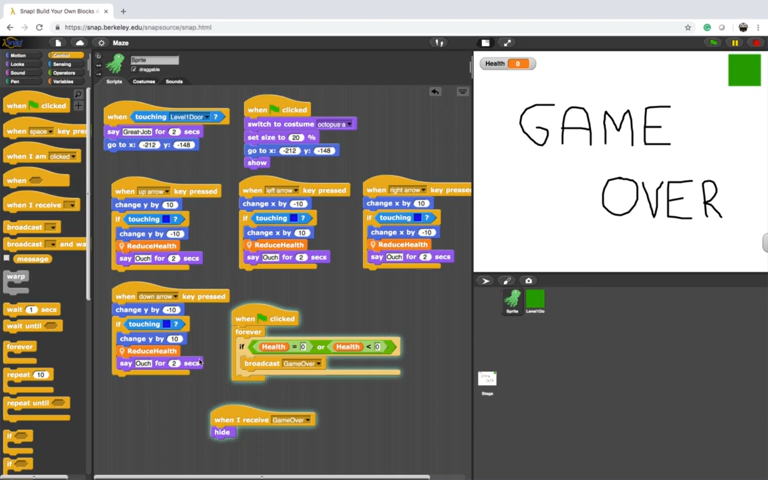 Snap! Build Your Own Blocks
https://snap.berkeley.edu/snapsource/snap.html
Maze
Motion Control
Looks Sensing
Sound Operators
Pen Variables
Sprite
draggable
Scripts Costumes Sounds
when clicked
when space key pressed
when I am clicked
when
when I receive
broadcast
broadcast and wa
message
warp
wait 1 secs
wait until
forever
repeat 10
repeat until
if
if
when touching Level1Door ?
say Great Job for 2 secs
go to x: -212 y: -148
when clicked
switch to costume octopus a
set size to 20 %
go to x: -212 y: -148
show
when up arrow key pressed
change y by 10
if touching ?
change y by -10
ReduceHealth
say Ouch for 2 secs
when left arrow key pressed
change x by -10
if touching ?
change x by 10
ReduceHealth
say Ouch for 2 secs
when right arrow key pressed
change x by 10
if touching ?
change x by -10
ReduceHealth
say Ouch for 2 secs
when down arrow key pressed
change y by -10
if touching ?
change y by 10
ReduceHealth
say Ouch for 2 secs
when clicked
forever
if Health = 0 or Health < 0
broadcast GameOver
when I receive GameOver
hide
Health 0
GAME
OVER
Sprite Level1Do
Stage